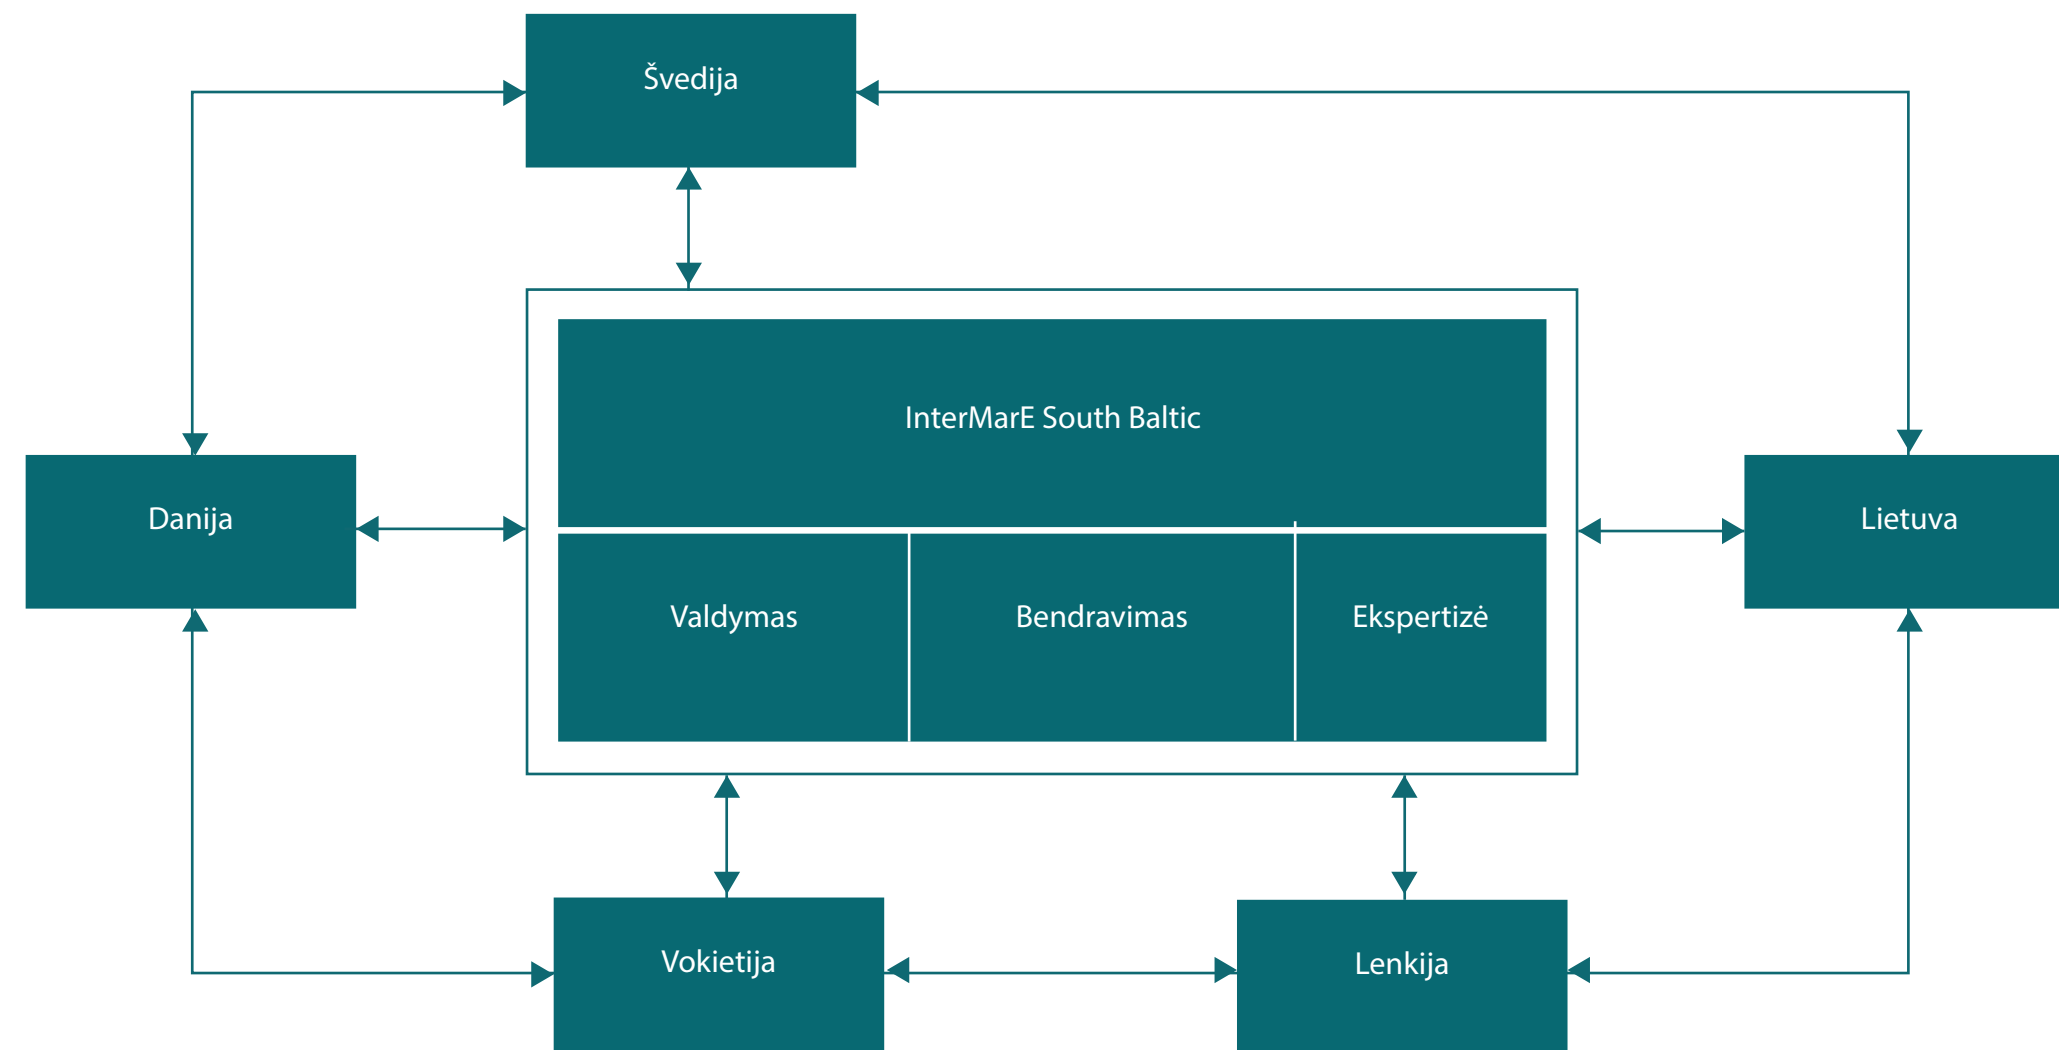 Švedija
InterMarE South Baltic
Danija
Lietuva
Valdymas
Bendravimas
Ekspertizė
Vokietija
Lenkija